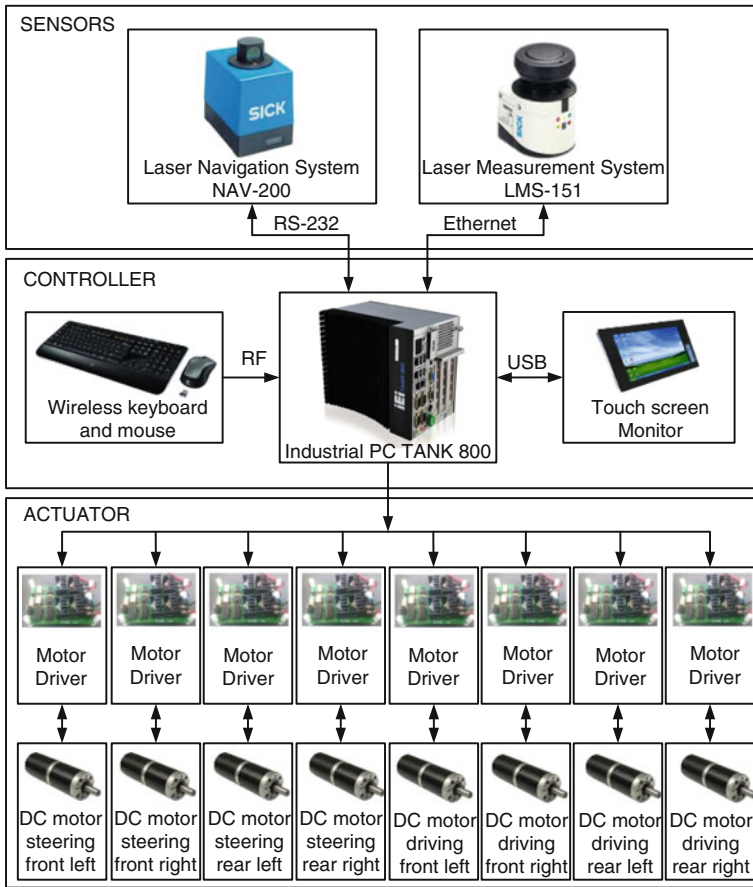 SENSORS
SICK
SICK
Laser Navigation System
NAV-200
Laser Measurement System
LMS-151
RS-232
Ethernet
CONTROLLER
RF
USB
iEi
TANK-800
Wireless keyboard
and mouse
Industrial PC TANK 800
Touch screen
Monitor
ACTUATOR
Motor
Driver
Motor
Driver
Motor
Driver
Motor
Driver
Motor
Driver
Motor
Driver
Motor
Driver
Motor
Driver
DC motor
steering
front left
DC motor
steering
front right
DC motor
steering
rear left
DC motor
steering
rear right
DC motor
driving
front left
DC motor
driving
front right
DC motor
driving
rear left
DC motor
driving
rear right